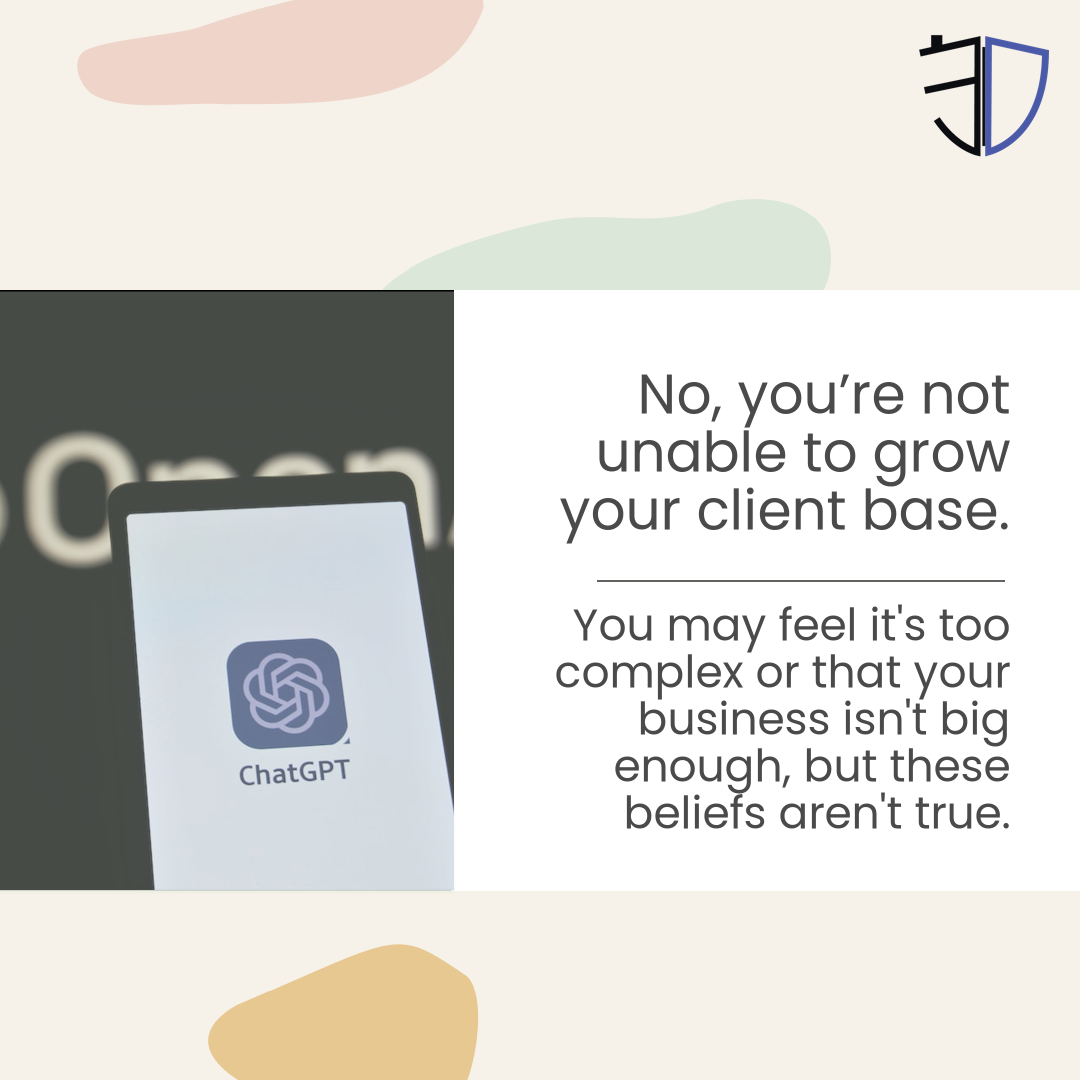 No, you’re not
unable to grow
your client base.
You may feel it's too
complex or that your
business isn't big
enough, but these
beliefs aren't true.
Open
ChatGPT